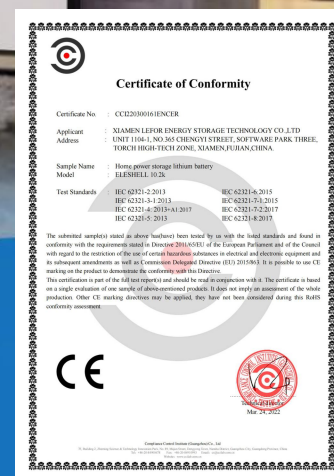 Certificate of Conformity
Certificate No. : CCI220300161ENCER
Applicant : XIAMEN LEFOR ENERGY STORAGE TECHNOLOGY CO.,LTD
Address : UNIT 1104-1, NO.365 CHENGYI STREET, SOFTWARE PARK THREE,
TORCH HIGH-TECH ZONE, XIAMEN,FUJIAN,CHINA.
Sample Name : Home power storage lithium battery
Model : ELESHELL 10.2k
Test Standards : IEC 62321-2:2013 IEC 62321-6:2015
IEC 62321-3-1:2013 IEC 62321-7-1:2015
IEC 62321-4: 2013+A1:2017 IEC 62321-7-2:2017
IEC 62321-5: 2013 IEC 62321-8:2017
The submitted sample(s) stated as above has(have) been tested by us with the listed standards and found in
conformity with the requirements stated in Directive 2011/65/EU of the European Parliament and of the Council
with regard to the restriction of the use of certain hazardous substances in electrical and electronic equipment and
its subsequent amendments as well as Commission Delegated Directive (EU) 2015/863. It is possible to use CE
marking on the product to demonstrate the conformity with this Directive.
This certification is part of the full test report(s) and should be read in conjunction with it. The certificate is based
on a single evaluation of one sample of above-mentioned products. It does not imply an assessment of the whole
production. Other CE marking directives may be applied, they have not been considered during this RoHS
conformity assessment.
CE
Technical Director
Mar. 24, 2022
Compliance Control Institute (Guangzhou) Co., Ltd